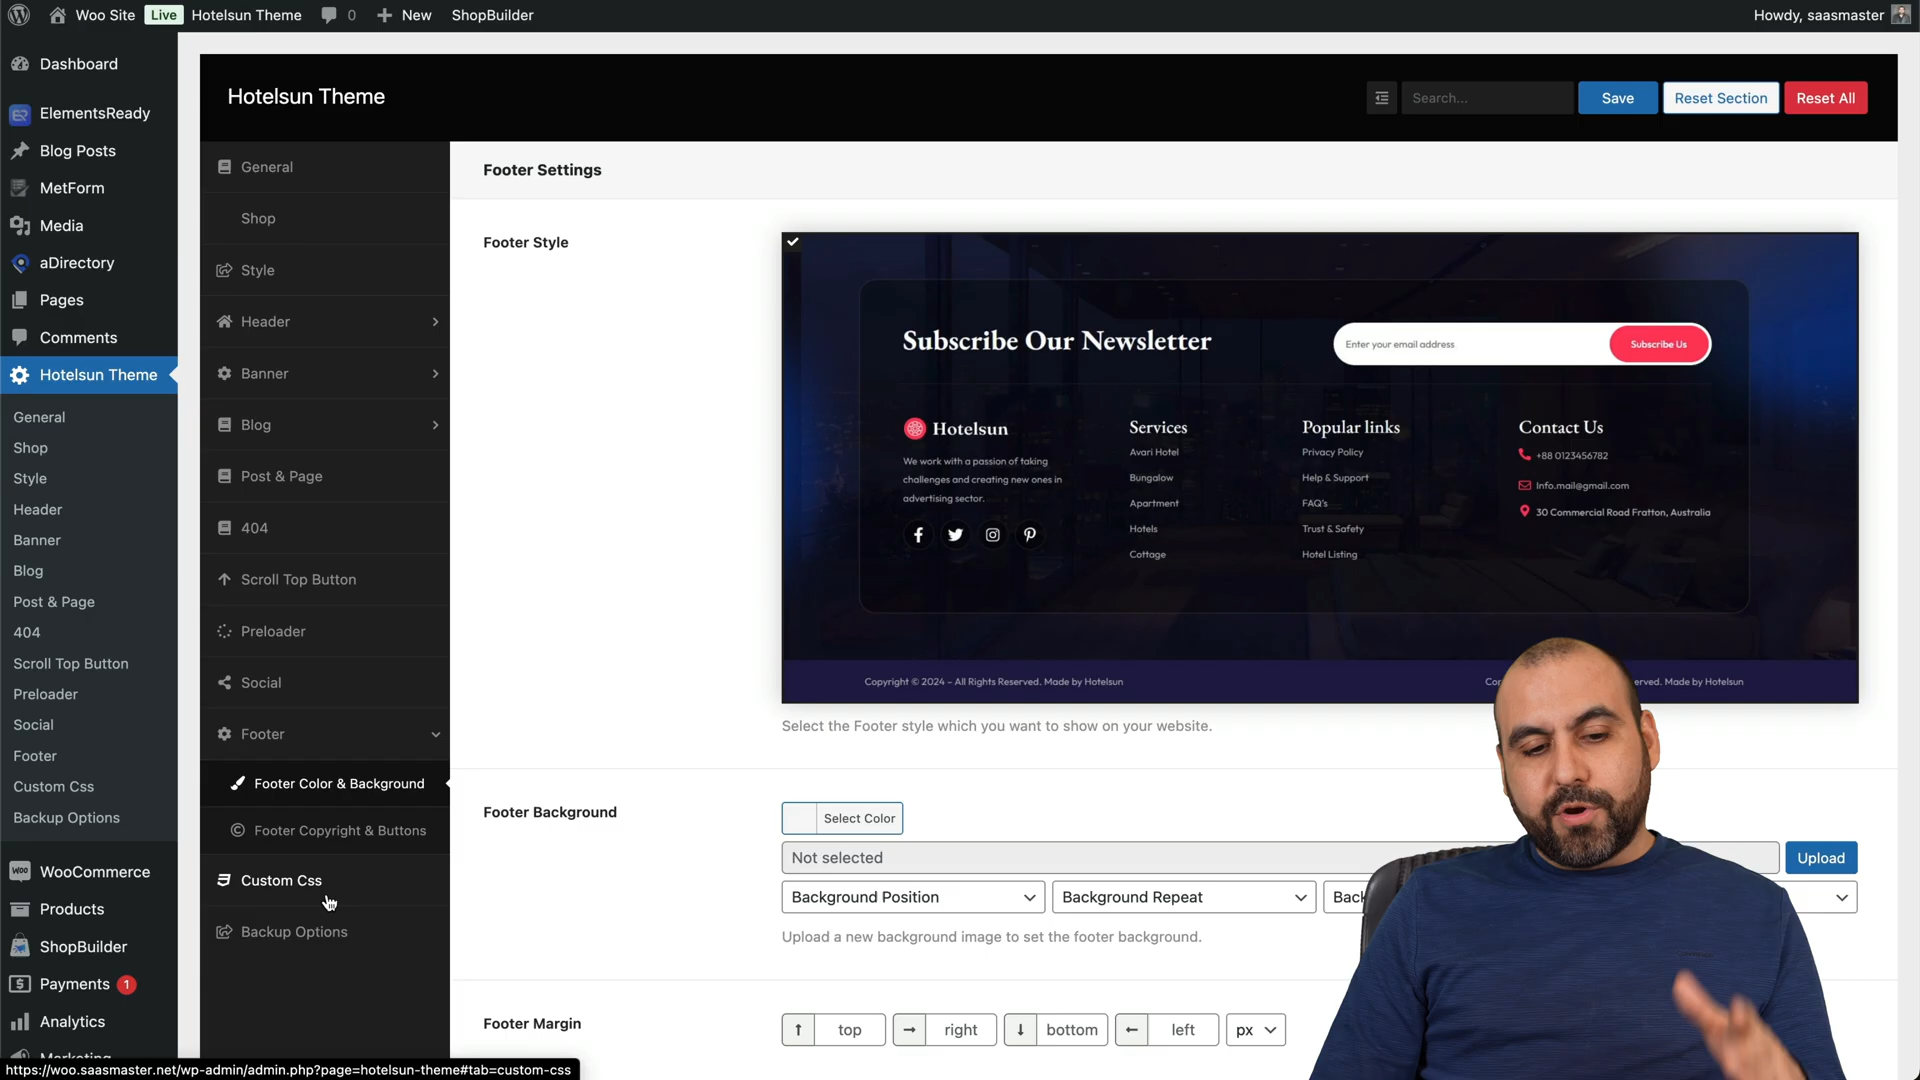 Woo Site Live Hotelsun Theme 0 New ShopBuilder Howdy, saasmaster
Dashboard
ElementsReady
Blog Posts
MetForm
Media
aDirectory
Pages
Comments
Hotelsun Theme
General
Shop
Style
Header
Banner
Blog
Post & Page
404
Scroll Top Button
Preloader
Social
Footer
Custom Css
Backup Options
WooCommerce
Products
ShopBuilder
Payments 1
Analytics
Marketing
Hotelsun Theme
Search... Save Reset Section Reset All
General
Shop
Style
Header
Banner
Blog
Post & Page
404
Scroll Top Button
Preloader
Social
Footer
Footer Color & Background
Footer Copyright & Buttons
Custom Css
Backup Options
Footer Settings
Footer Style
Subscribe Our Newsletter
Enter your email address Subscribe Us
Hotelsun
We work with a passion of taking
challenges and creating new ones in
advertising sector.
Services
Avari Hotel
Bungalow
Apartment
Hotels
Cottage
Popular links
Privacy Policy
Help & Support
FAQ's
Trust & Safety
Hotel Listing
Contact Us
+88 0123456782
Info.mail@gmail.com
30 Commercial Road Fratton, Australia
Copyright © 2024 – All Rights Reserved. Made by Hotelsun
erved. Made by Hotelsun
Select the Footer style which you want to show on your website.
Footer Background
Select Color
Not selected Upload
Background Position Background Repeat Back
Upload a new background image to set the footer background.
Footer Margin
top right bottom left px
https://woo.saasmaster.net/wp-admin/admin.php?page=hotelsun-theme#tab=custom-css